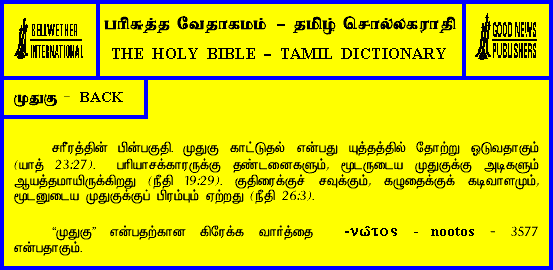 BELLWETHER
INTERNATIONAL
பரிசுத்த வேதாகமம் - தமிழ் சொல்லகராதி
THE HOLY BIBLE - TAMIL DICTIONARY
GOOD NEWS
PUBLISHERS
முதுகு - BACK
சரீரத்தின் பின்பகுதி. முதுகு காட்டுதல் என்பது யுத்தத்தில் தோற்று ஓடுவதாகும்
(யாத் 23:27). பரியாசக்காரருக்கு தண்டனைகளும், மூடருடைய முதுகுக்கு அடிகளும்
ஆயத்தமாயிருக்கிறது (நீதி 19:29). குதிரைக்குச் சவுக்கும், கழுதைக்குக் கடிவாளமும்,
மூடனுடைய முதுகுக்குப் பிரம்பும் ஏற்றது (நீதி 26:3).
“முதுகு” என்பதற்கான கிரேக்க வார்த்தை -νῶτος - nootos - 3577
என்பதாகும்.